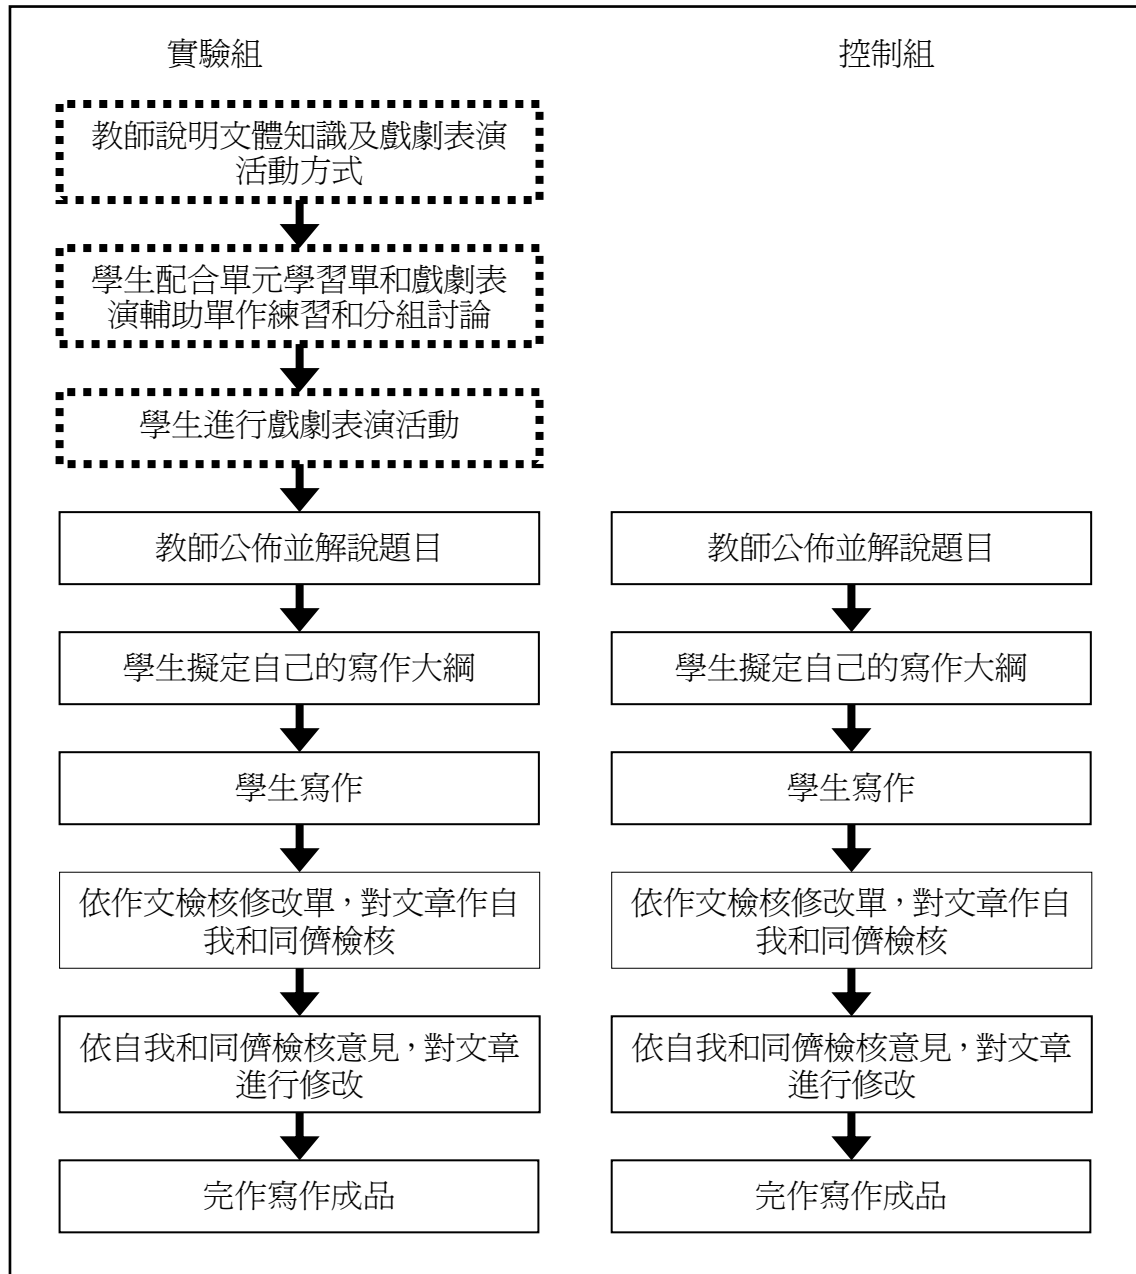 實驗組
控制組
教師說明文體知識及戲劇表演
活動方式
學生配合單元學習單和戲劇表
演輔助單作練習和分組討論
學生進行戲劇表演活動
教師公佈並解說題目
學生擬定自己的寫作大綱
學生寫作
依作文檢核修改單，對文章作自
我和同儕檢核
依自我和同儕檢核意見，對文章
進行修改
完作寫作成品
教師公佈並解說題目
學生擬定自己的寫作大綱
學生寫作
依作文檢核修改單，對文章作自
我和同儕檢核
依自我和同儕檢核意見，對文章
進行修改
完作寫作成品